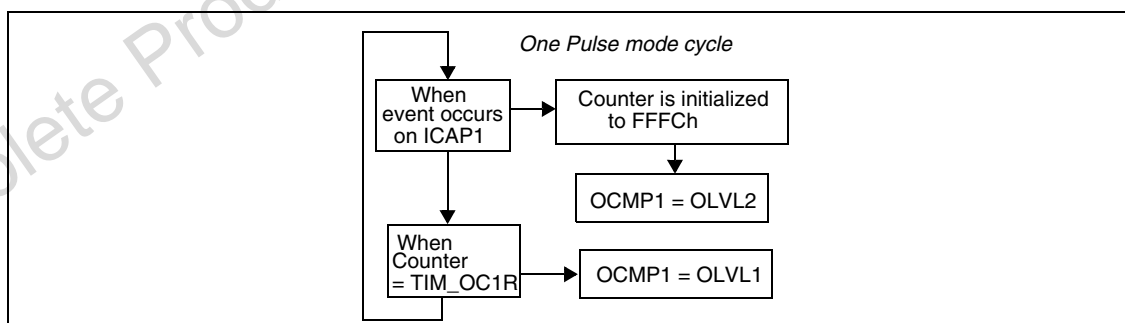 One Pulse mode cycle
When
event occurs
on ICAP1
Counter is initialized
to FFFCh
OCMP1 = OLVL2
When
Counter
= TIM_OC1R
OCMP1 = OLVL1